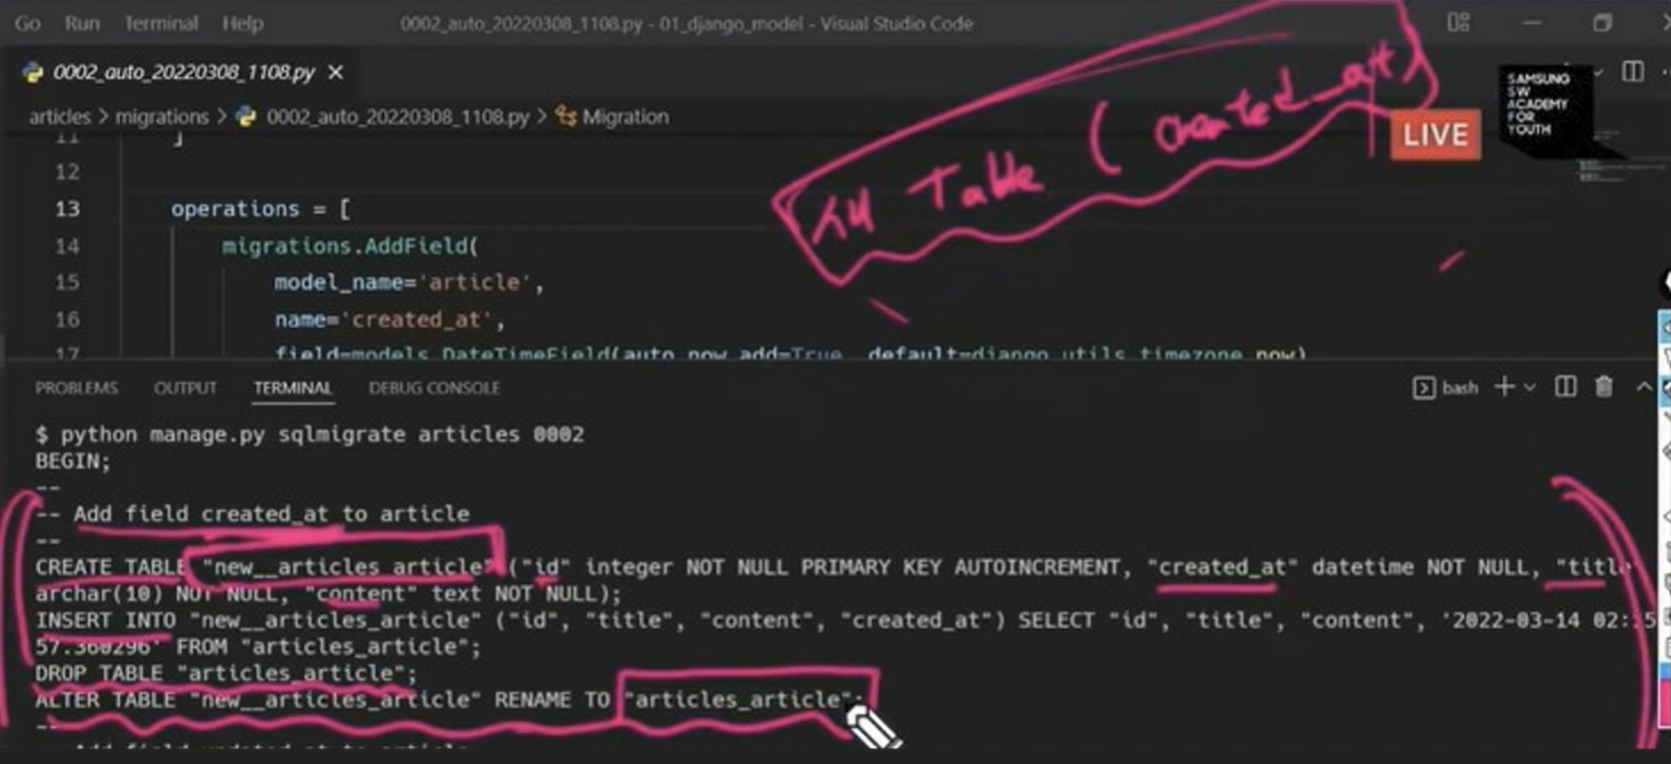 Go Run Terminal Help 0002_auto_20220308_1108.py - 01_django_model - Visual Studio Code
0002_auto_20220308_1108.py
SAMSUNG
SW
ACADEMY
FOR
YOUTH
LIVE
articles > migrations > 0002_auto_20220308_1108.py > Migration
새 Table ( created_at)
11 ]
12
13 operations = [
14 migrations.AddField(
15 model_name='article',
16 name='created_at',
17 field=models.DateTimeField(auto_now_add=True, default=django.utils.timezone.now)
PROBLEMS OUTPUT TERMINAL DEBUG CONSOLE bash
$ python manage.py sqlmigrate articles 0002
BEGIN;
--
-- Add field created_at to article
--
CREATE TABLE "new__articles_article" ("id" integer NOT NULL PRIMARY KEY AUTOINCREMENT, "created_at" datetime NOT NULL, "titl
archar(10) NOT NULL, "content" text NOT NULL);
INSERT INTO "new__articles_article" ("id", "title", "content", "created_at") SELECT "id", "title", "content", '2022-03-14 02:
57.360296' FROM "articles_article";
DROP TABLE "articles_article";
ALTER TABLE "new__articles_article" RENAME TO "articles_article";
--